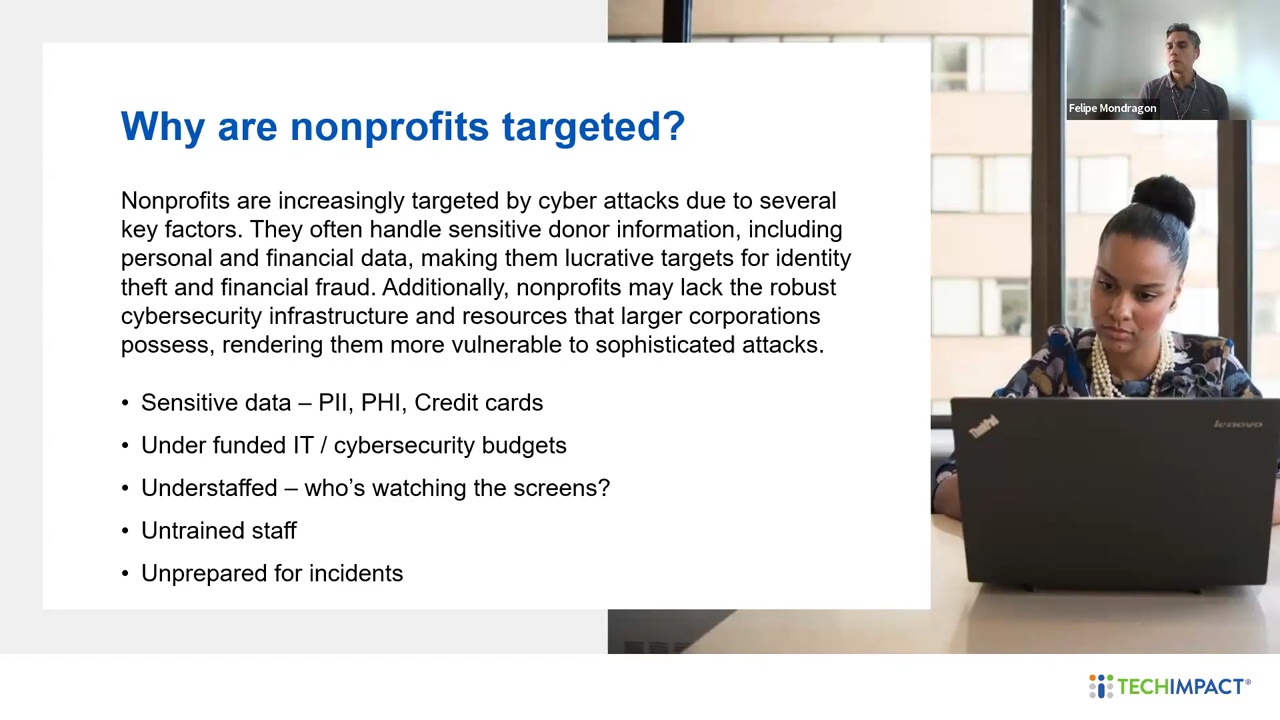 Why are nonprofits targeted?
Nonprofits are increasingly targeted by cyber attacks due to several
key factors. They often handle sensitive donor information, including
personal and financial data, making them lucrative targets for identity
theft and financial fraud. Additionally, nonprofits may lack the robust
cybersecurity infrastructure and resources that larger corporations
possess, rendering them more vulnerable to sophisticated attacks.
• Sensitive data – PII, PHI, Credit cards
• Under funded IT / cybersecurity budgets
• Understaffed – who’s watching the screens?
• Untrained staff
• Unprepared for incidents
Felipe Mondragon
ThinkPad
lenovo
TECHIMPACT®